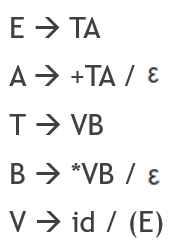 E → TA
A → +TA / ε
T → VB
B → *VB / ε
V → id / (E)